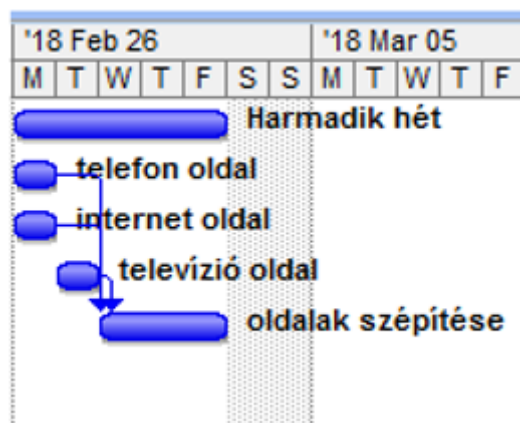 '18 Feb 26 '18 Mar 05
M T W T F S S M T W T F
Harmadik hét
telefon oldal
internet oldal
televízió oldal
oldalak szépítése